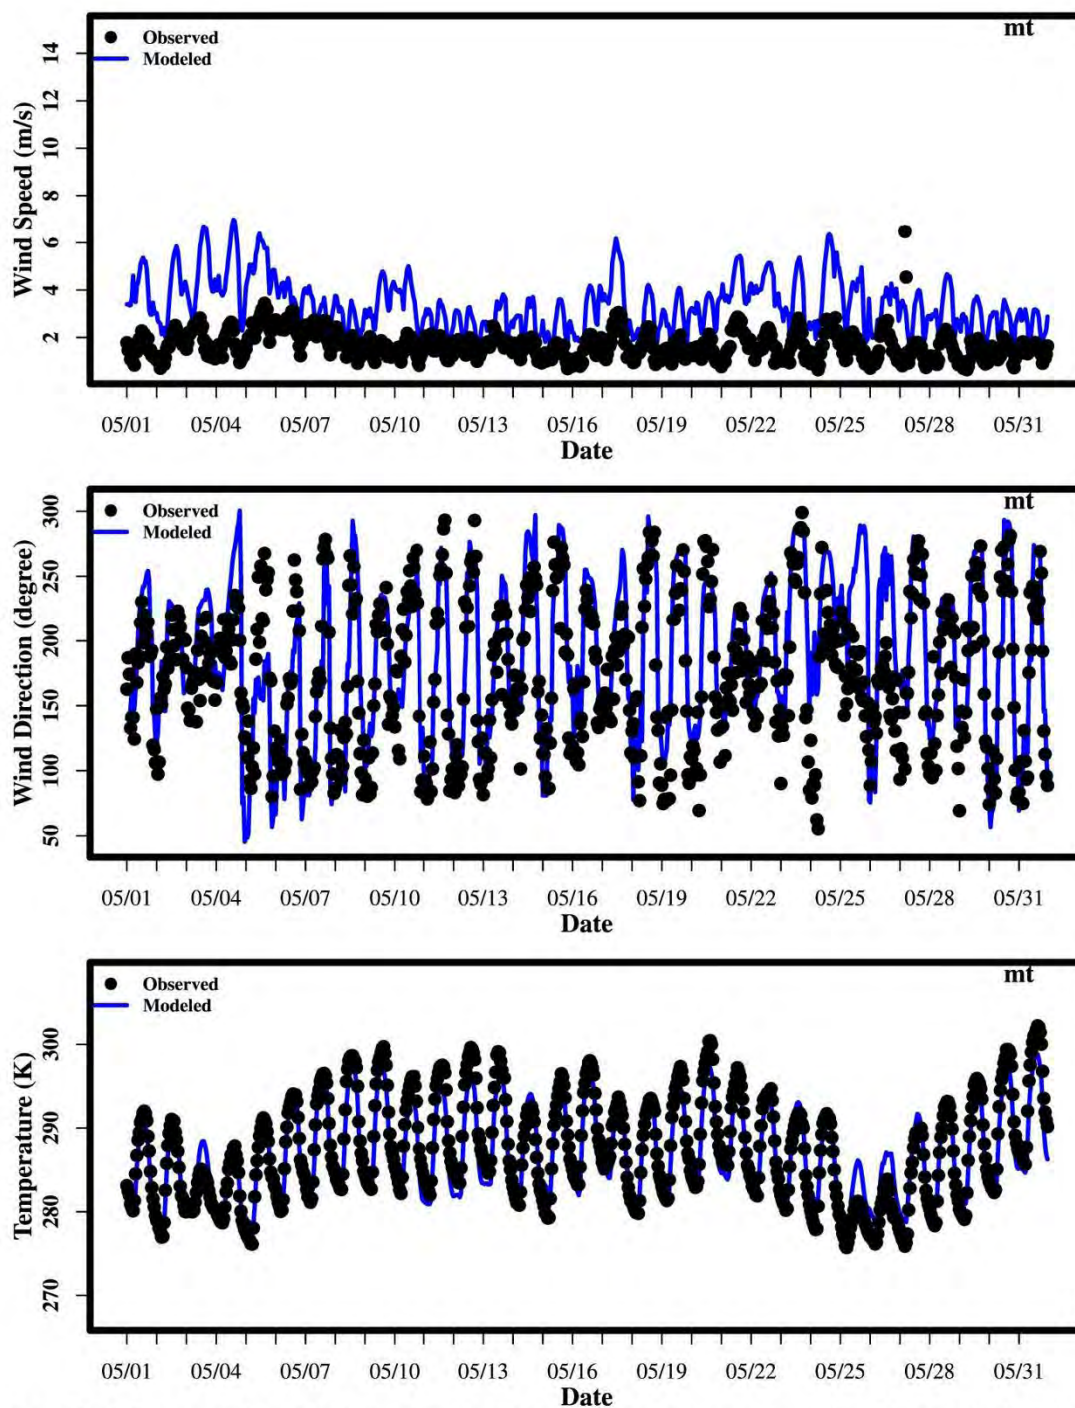 mt
Observed
Modeled
Wind Speed (m/s)
14
12
10
8
6
4
2
05/01 05/04 05/07 05/10 05/13 05/16 05/19 05/22 05/25 05/28 05/31
Date
mt
Observed
Modeled
Wind Direction (degree)
300
250
200
150
100
50
05/01 05/04 05/07 05/10 05/13 05/16 05/19 05/22 05/25 05/28 05/31
Date
mt
Observed
Modeled
Temperature (K)
300
290
280
270
05/01 05/04 05/07 05/10 05/13 05/16 05/19 05/22 05/25 05/28 05/31
Date